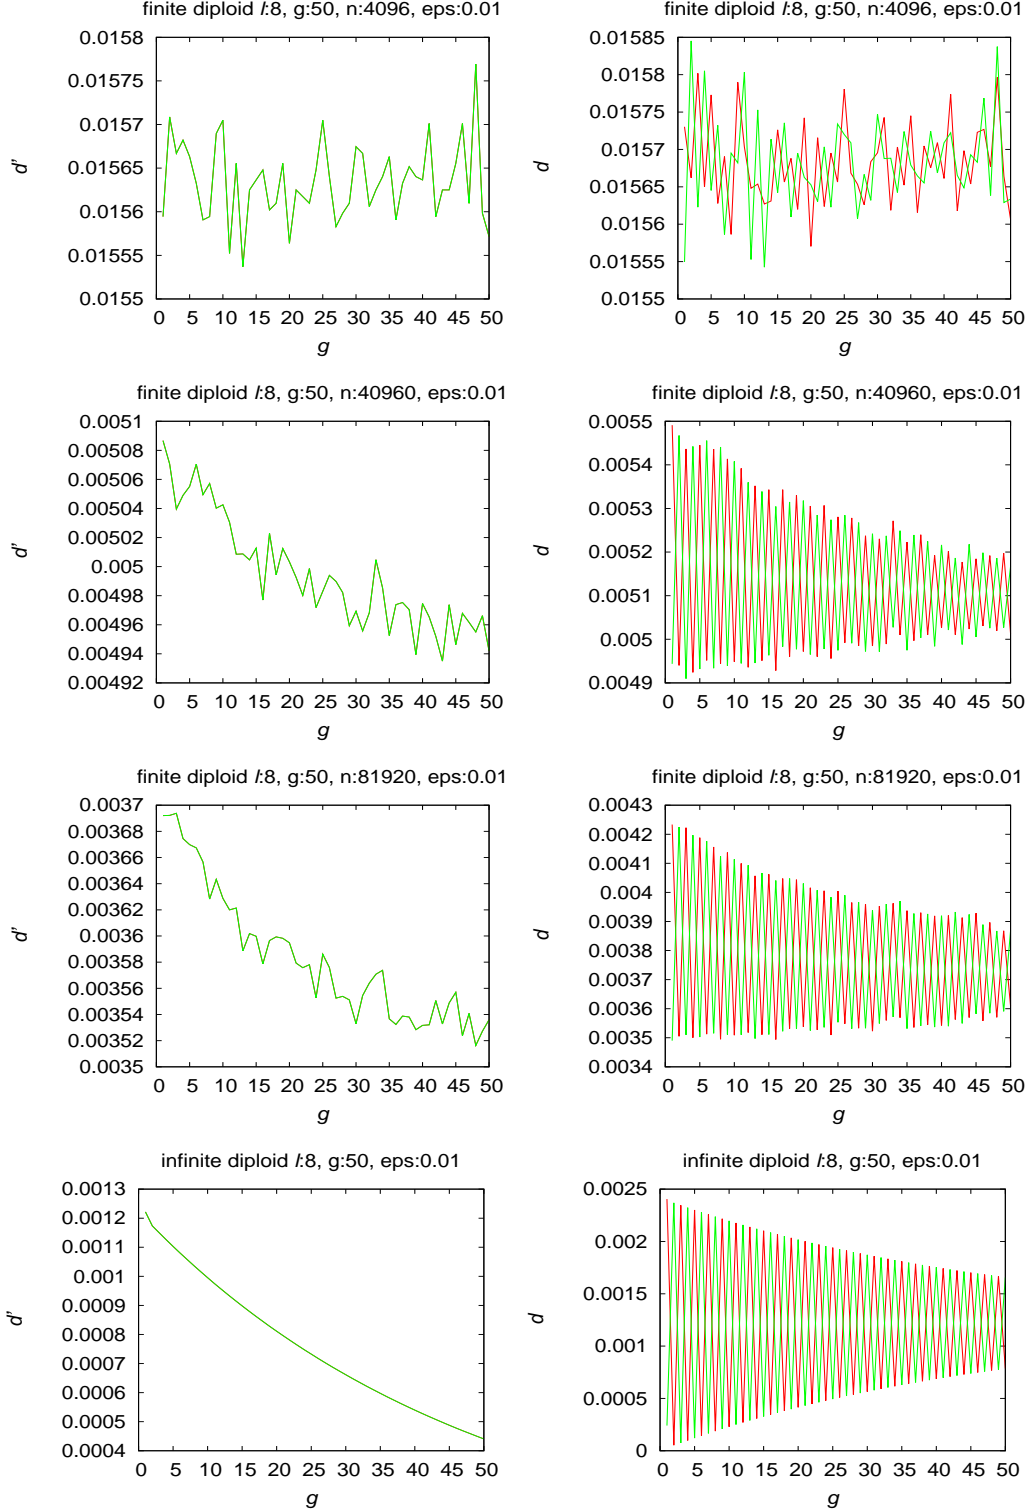 finite diploid l:8, g:50, n:4096, eps:0.01
0.0158
0.01575
0.0157
0.01565
0.0156
0.01555
0.0155
d'
0 5 10 15 20 25 30 35 40 45 50
g
finite diploid l:8, g:50, n:4096, eps:0.01
0.01585
0.0158
0.01575
0.0157
0.01565
0.0156
0.01555
0.0155
d
0 5 10 15 20 25 30 35 40 45 50
g
finite diploid l:8, g:50, n:40960, eps:0.01
0.0051
0.00508
0.00506
0.00504
0.00502
0.005
0.00498
0.00496
0.00494
0.00492
d'
0 5 10 15 20 25 30 35 40 45 50
g
finite diploid l:8, g:50, n:40960, eps:0.01
0.0055
0.0054
0.0053
0.0052
0.0051
0.005
0.0049
d
0 5 10 15 20 25 30 35 40 45 50
g
finite diploid l:8, g:50, n:81920, eps:0.01
0.0037
0.00368
0.00366
0.00364
0.00362
0.0036
0.00358
0.00356
0.00354
0.00352
0.0035
d'
0 5 10 15 20 25 30 35 40 45 50
g
finite diploid l:8, g:50, n:81920, eps:0.01
0.0043
0.0042
0.0041
0.004
0.0039
0.0038
0.0037
0.0036
0.0035
0.0034
d
0 5 10 15 20 25 30 35 40 45 50
g
infinite diploid l:8, g:50, eps:0.01
0.0013
0.0012
0.0011
0.001
0.0009
0.0008
0.0007
0.0006
0.0005
0.0004
d'
0 5 10 15 20 25 30 35 40 45 50
g
infinite diploid l:8, g:50, eps:0.01
0.0025
0.002
0.0015
0.001
0.0005
0
d
0 5 10 15 20 25 30 35 40 45 50
g